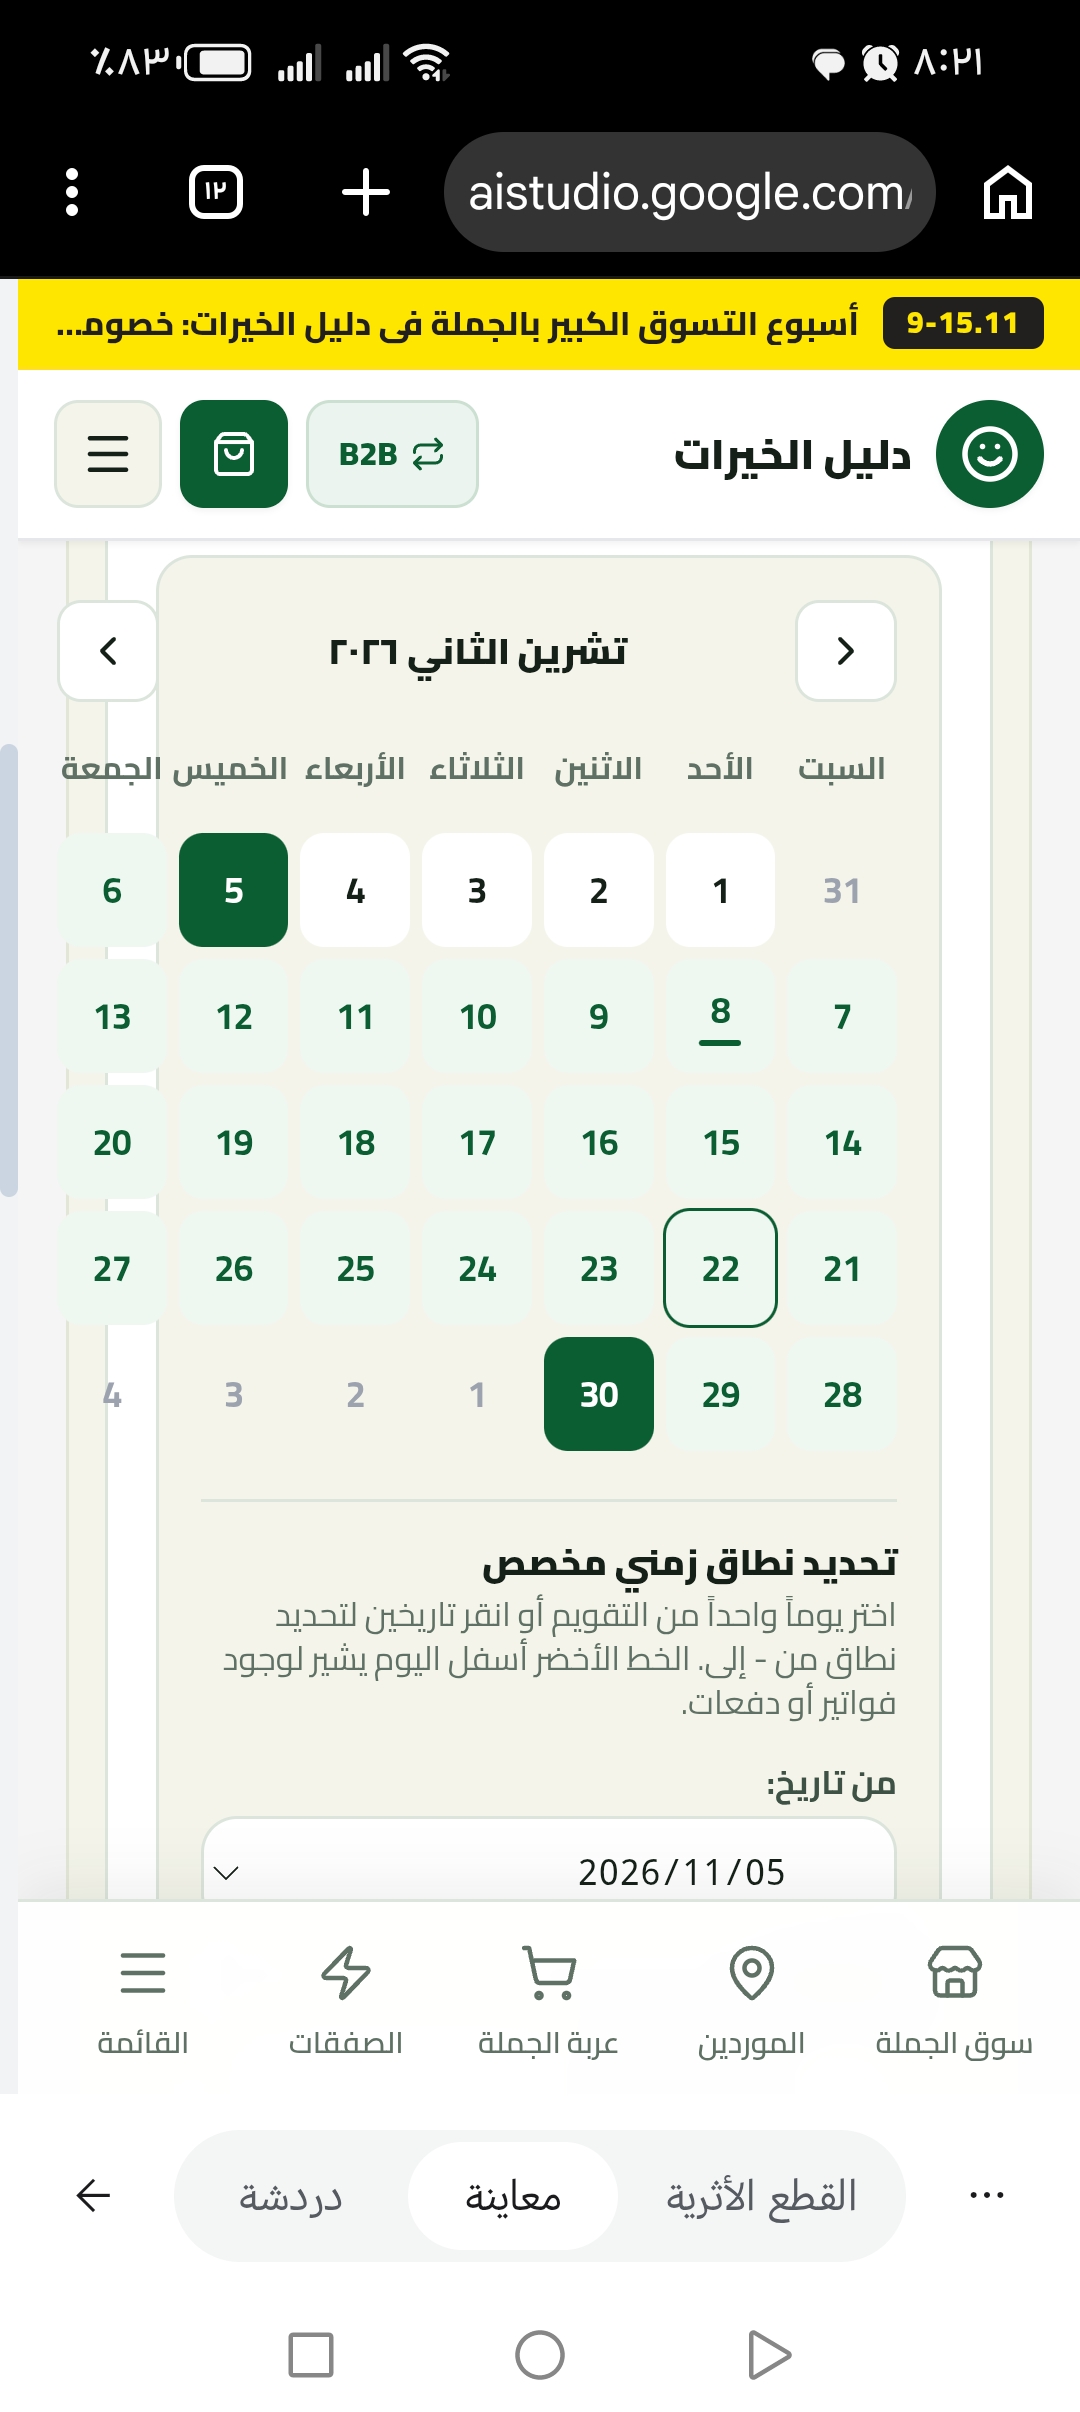 ٨:٢١
٪٨٣
aistudio.google.com/
١٢
9-15.11
أسبوع التسوق الكبير بالجملة في دليل الخيرات: خصومـ...
دليل الخيرات
B2B
تشرين الثاني ٢٠٢٦
السبت الأحد الاثنين الثلاثاء الأربعاء الخميس الجمعة
31 1 2 3 4 5 6
7 8 9 10 11 12 13
14 15 16 17 18 19 20
21 22 23 24 25 26 27
28 29 30 1 2 3 4
تحديد نطاق زمني مخصص
اختر يوماً واحداً من التقويم أو انقر تاريخين لتحديد
نطاق من - إلى. الخط الأخضر أسفل اليوم يشير لوجود
فواتير أو دفعات.
من تاريخ:
2026/11/05
سوق الجملة
الموردين
عربة الجملة
الصفقات
القائمة
القطع الأثرية
معاينة
دردشة